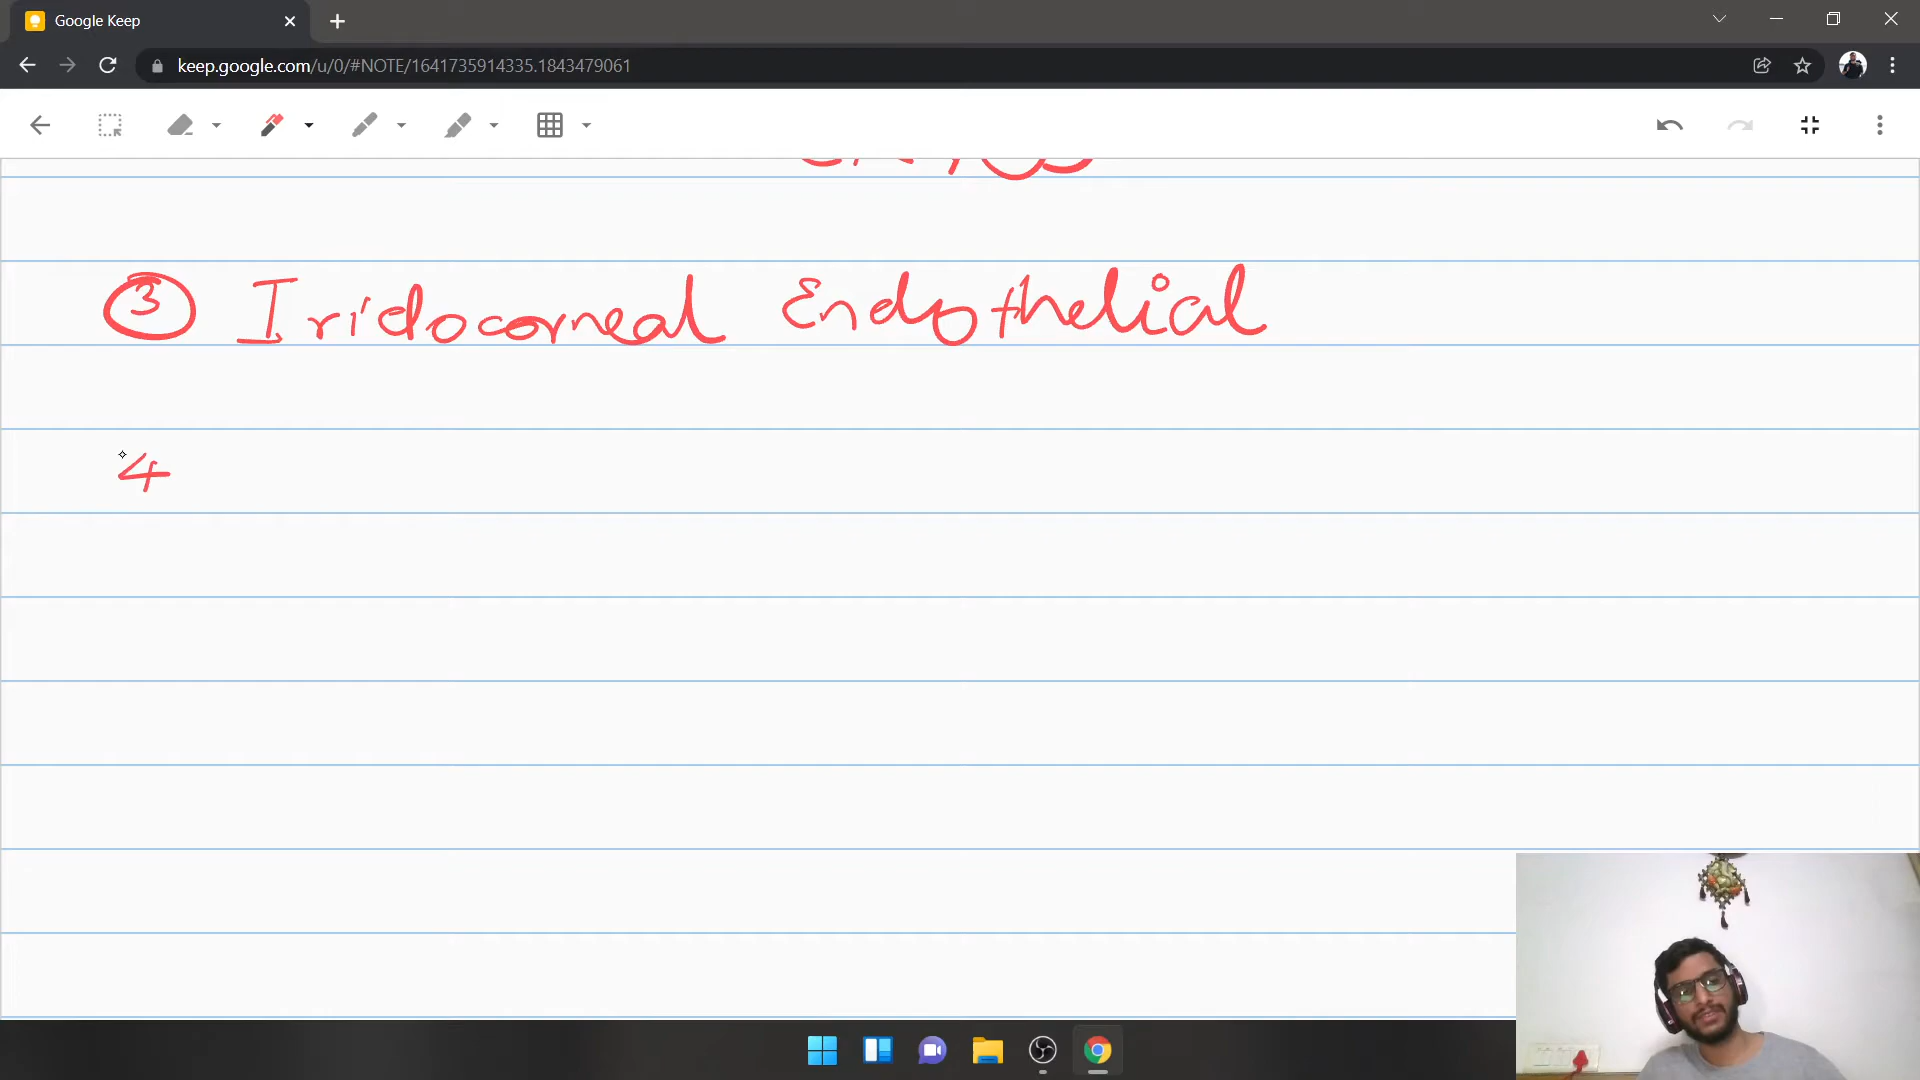 Google Keep
keep.google.com/u/0/#NOTE/1641735914335.1843479061
3 Iridocorneal Endothelial
4